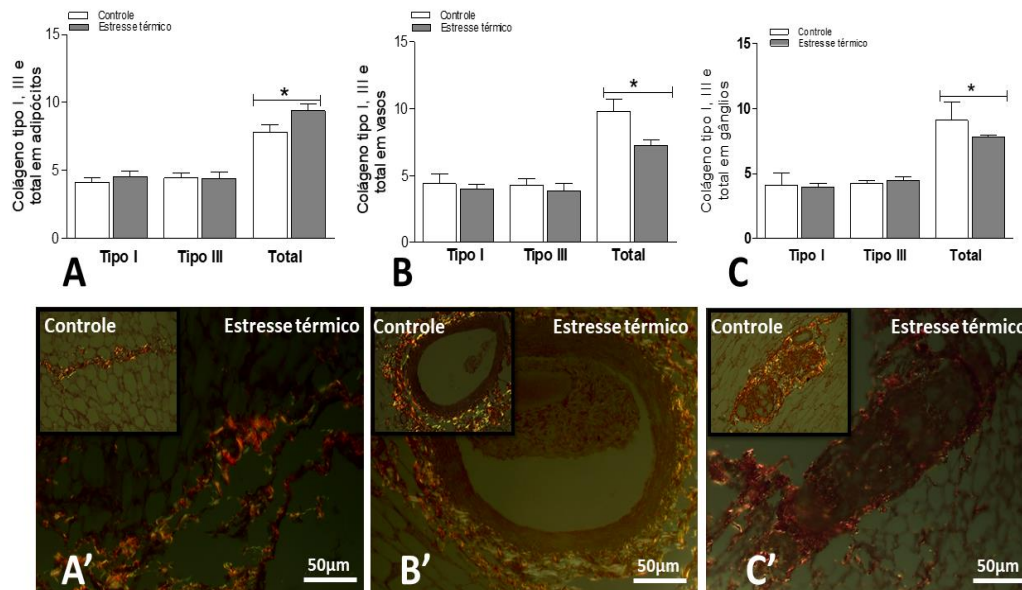 Controle
Estresse térmico
Colágeno tipo I, III e
total em adipócitos
15
10
5
0
*
Tipo I
Tipo III
Total
A
Controle
Estresse térmico
Colágeno tipo I, III e
total em vasos
15
10
5
0
*
Tipo I
Tipo III
Total
B
Controle
Estresse térmico
Colágeno tipo I, III e
total em gânglios
15
10
5
0
*
Tipo I
Tipo III
Total
C
Controle
Estresse térmico
A'
50µm
Controle
Estresse térmico
B'
50µm
Controle
Estresse térmico
C'
50µm